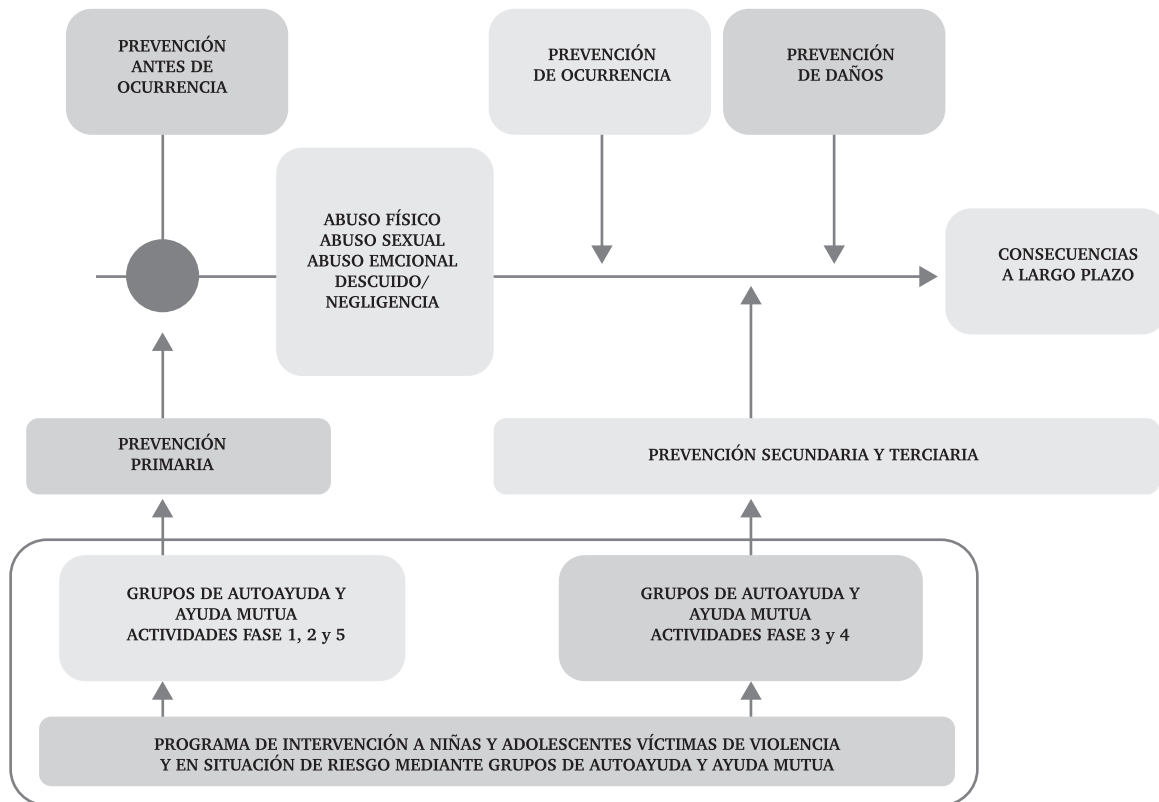 PREVENCIÓN
ANTES DE
OCURRENCIA
PREVENCIÓN
DE OCURRENCIA
PREVENCIÓN
DE DAÑOS
ABUSO FÍSICO
ABUSO SEXUAL
ABUSO EMCIONAL
DESCUIDO/
NEGLIGENCIA
CONSECUENCIAS
A LARGO PLAZO
PREVENCIÓN
PRIMARIA
PREVENCIÓN SECUNDARIA Y TERCIARIA
GRUPOS DE AUTOAYUDA Y
AYUDA MUTUA
ACTIVIDADES FASE 1, 2 y 5
GRUPOS DE AUTOAYUDA Y
AYUDA MUTUA
ACTIVIDADES FASE 3 y 4
PROGRAMA DE INTERVENCIÓN A NIÑAS Y ADOLESCENTES VÍCTIMAS DE VIOLENCIA
Y EN SITUACIÓN DE RIESGO MEDIANTE GRUPOS DE AUTOAYUDA Y AYUDA MUTUA